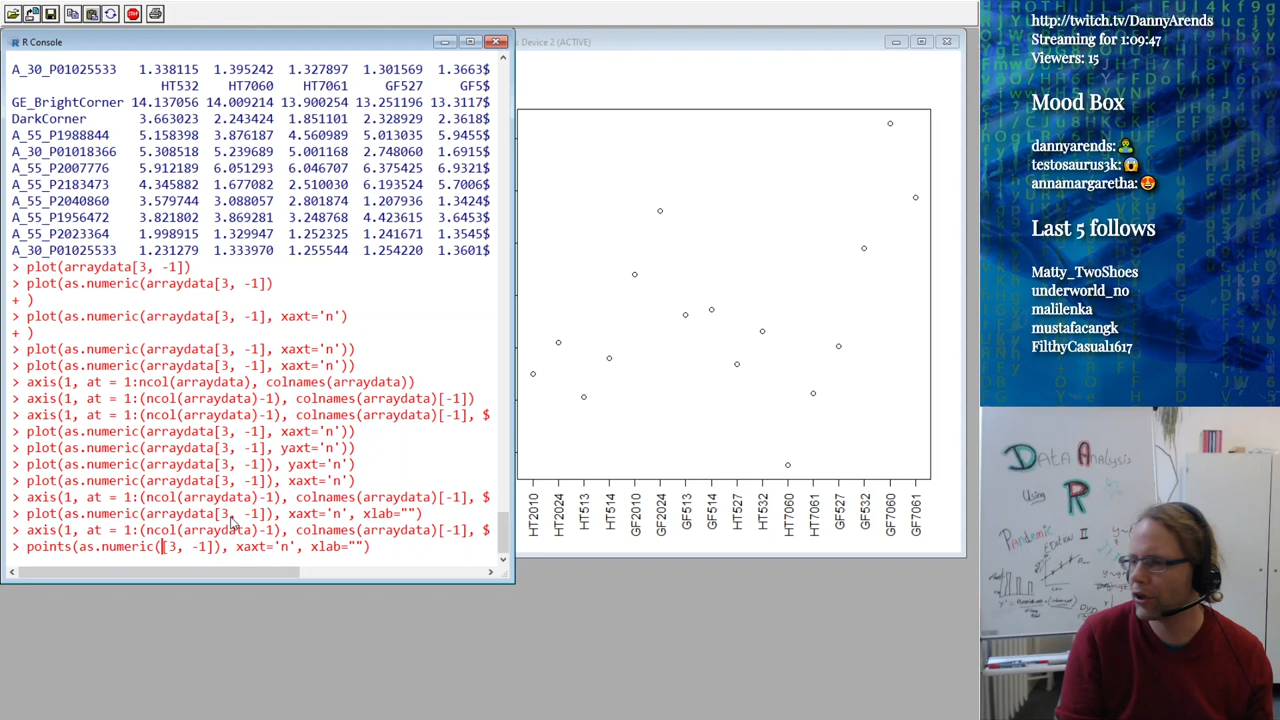 R Console
Device 2 (ACTIVE)
A_30_P01025533 1.338115 1.395242 1.327897 1.301569 1.3663$
HT532 HT7060 HT7061 GF527 GF5$
GE_BrightCorner 14.137056 14.009214 13.900254 13.251196 13.3117$
DarkCorner 3.663023 2.243424 1.851101 2.328929 2.3618$
A_55_P1988844 5.158398 3.876187 4.560989 5.013035 5.9455$
A_30_P01018366 5.308518 5.239689 5.001168 2.748060 1.6915$
A_55_P2007776 5.912189 6.051293 6.046707 6.375425 6.9321$
A_55_P2183473 4.345882 1.677082 2.510030 6.193524 5.7006$
A_55_P2040860 3.579744 3.088057 2.801874 1.207936 1.3424$
A_55_P1956472 3.821802 3.869281 3.248768 4.423615 3.6453$
A_55_P2023364 1.998915 1.329947 1.252325 1.241671 1.3545$
A_30_P01025533 1.231279 1.333970 1.255544 1.254220 1.3601$
> plot(arraydata[3, -1])
> plot(as.numeric(arraydata[3, -1])
+ )
> plot(as.numeric(arraydata[3, -1], xaxt='n')
+ )
> plot(as.numeric(arraydata[3, -1], xaxt='n'))
> plot(as.numeric(arraydata[3, -1], xaxt='n'))
> axis(1, at = 1:ncol(arraydata), colnames(arraydata))
> axis(1, at = 1:(ncol(arraydata)-1), colnames(arraydata)[-1])
> axis(1, at = 1:(ncol(arraydata)-1), colnames(arraydata)[-1], $
> plot(as.numeric(arraydata[3, -1], xaxt='n'))
> plot(as.numeric(arraydata[3, -1], yaxt='n'))
> plot(as.numeric(arraydata[3, -1]), yaxt='n')
> plot(as.numeric(arraydata[3, -1]), xaxt='n')
> axis(1, at = 1:(ncol(arraydata)-1), colnames(arraydata)[-1], $
> plot(as.numeric(arraydata[3, -1]), xaxt='n', xlab="")
> axis(1, at = 1:(ncol(arraydata)-1), colnames(arraydata)[-1], $
> points(as.numeric([3, -1]), xaxt='n', xlab="")
HT2010
HT2024
HT513
HT514
GF2010
GF2024
GF513
GF514
HT527
HT532
HT7060
HT7061
GF527
GF532
GF7060
GF7061
http://twitch.tv/DannyArends
Streaming for 1:09:47
Viewers: 15
Mood Box
dannyarends:
testosaurus3k:
annamargaretha:
Last 5 follows
Matty_TwoShoes
underworld_no
malilenka
mustafacangk
FilthyCasual1617
DATA ANALYSIS
Using
R
Pandemic
EDITION II